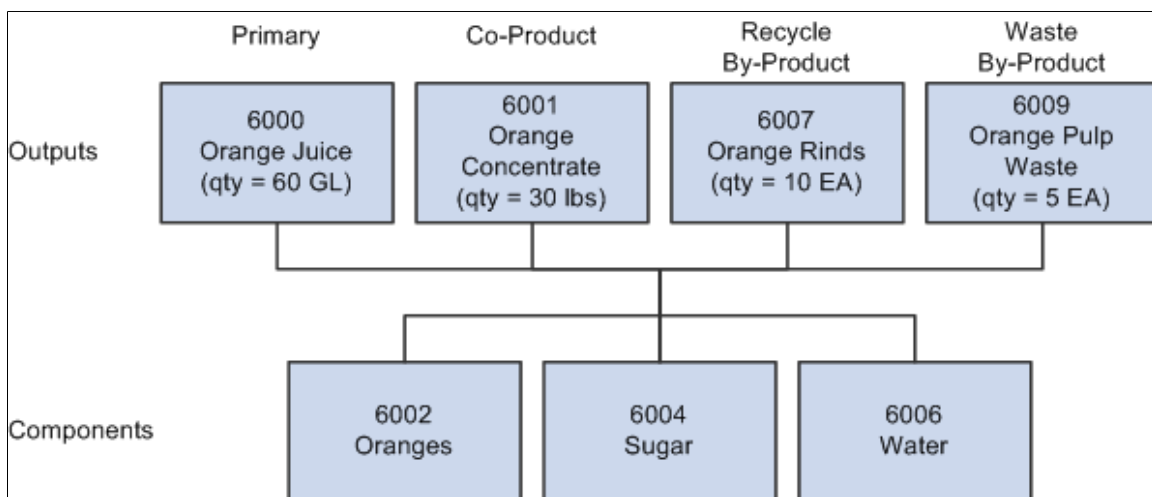 Primary
Co-Product
Recycle
By-Product
Waste
By-Product
Outputs
6000
Orange Juice
(qty = 60 GL)
6001
Orange
Concentrate
(qty = 30 lbs)
6007
Orange Rinds
(qty = 10 EA)
6009
Orange Pulp
Waste
(qty = 5 EA)
Components
6002
Oranges
6004
Sugar
6006
Water